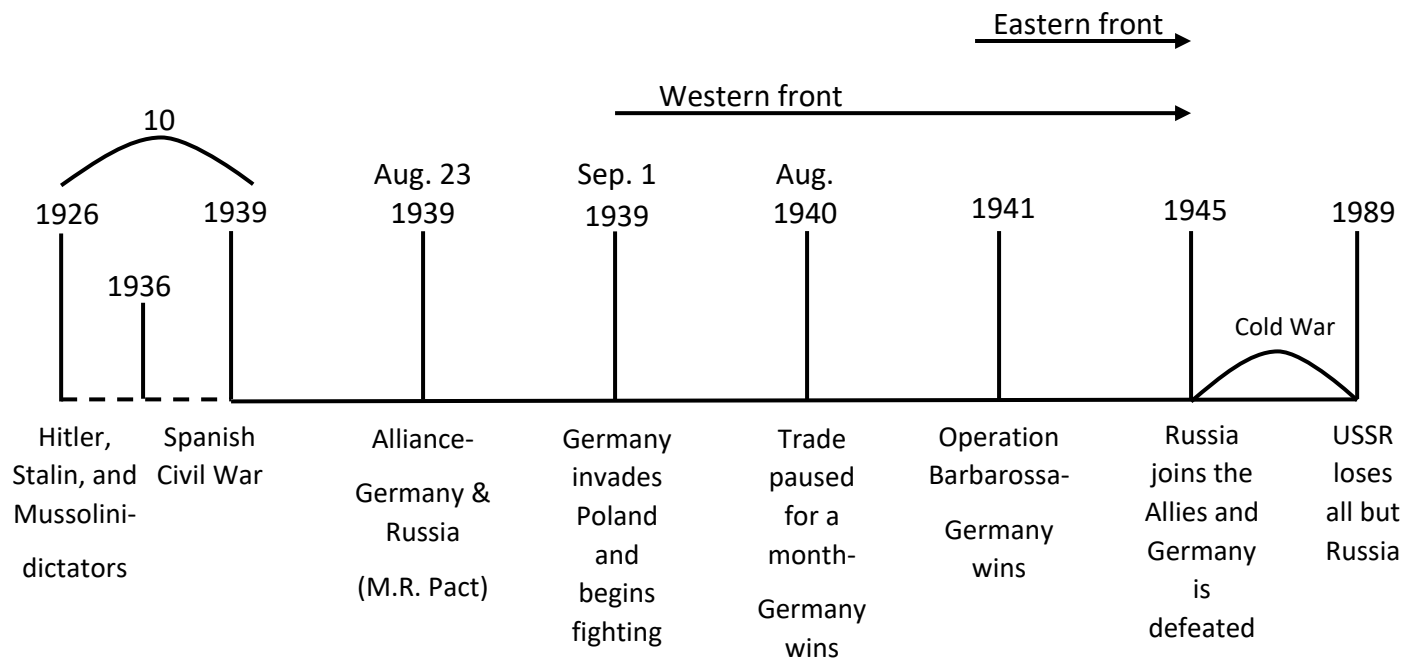 Eastern front
Western front
10
Aug. 23
Sep. 1
Aug.
1926
1939
1939
1939
1940
1941
1945
1989
1936
Cold War
Hitler,
Stalin, and
Mussolini-
dictators
Spanish
Civil War
Alliance-
Germany &
Russia
(M.R. Pact)
Germany
invades
Poland
and
begins
fighting
Trade
paused
for a
month-
Germany
wins
Operation
Barbarossa-
Germany
wins
Russia
joins the
Allies and
Germany
is
defeated
USSR
loses
all but
Russia